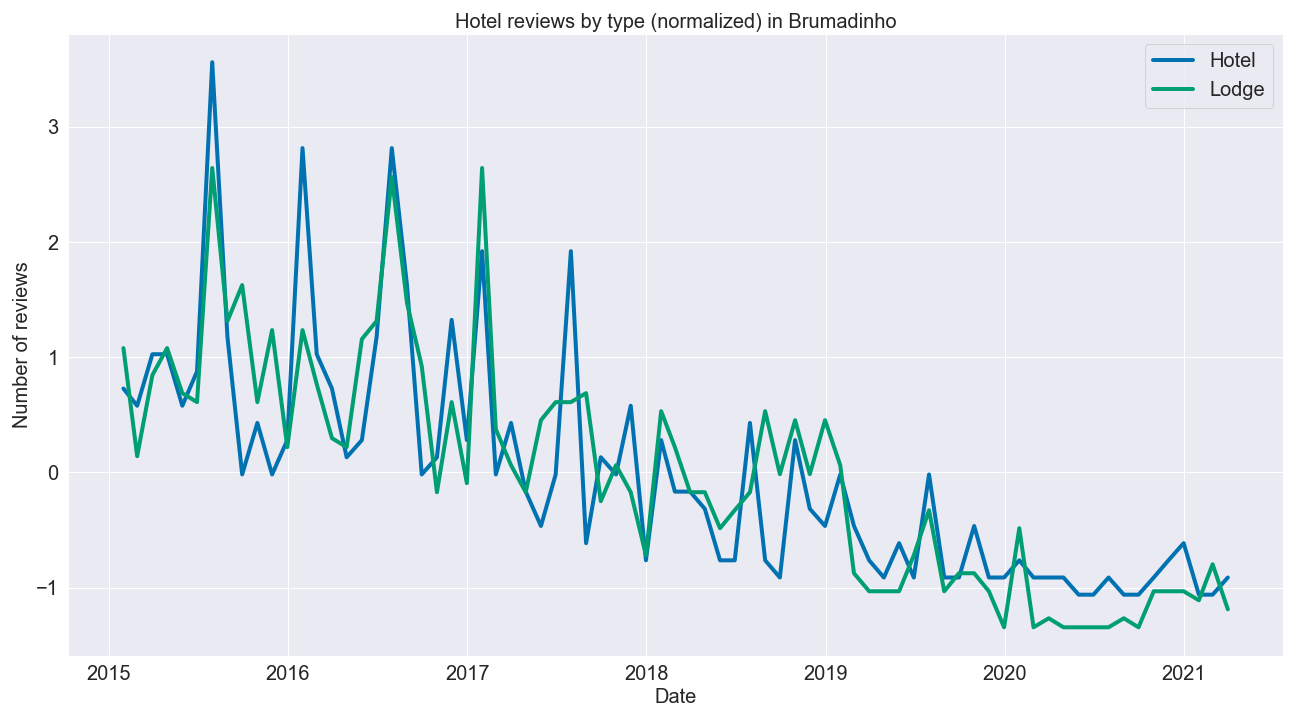 Hotel reviews by type (normalized) in Brumadinho
Hotel
Lodge
Number of reviews
3
2
1
0
−1
2015 2016 2017 2018 2019 2020 2021
Date